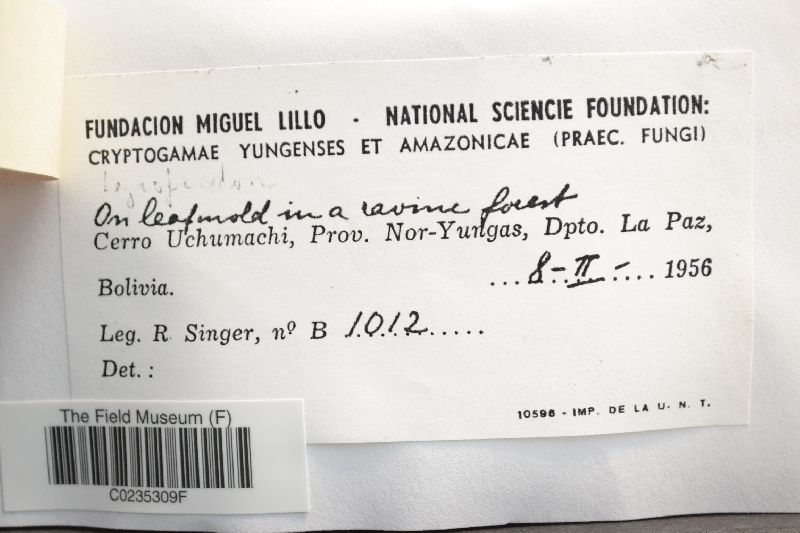 FUNDACION MIGUEL LILLO - NATIONAL SCIENCIE FOUNDATION:
CRYPTOGAMAE YUNGENSES ET AMAZONICAE (PRAEC. FUNGI)
On leafmold in a ravine forest
Cerro Uchumachi, Prov. Nor-Yungas, Dpto. La Paz,
Bolivia. ... 8-II-.... 1956
Leg. R. Singer, nº B 1012.....
Det.:
10596 - IMP. DE LA U. N. T.
The Field Museum (F)
C0235309F